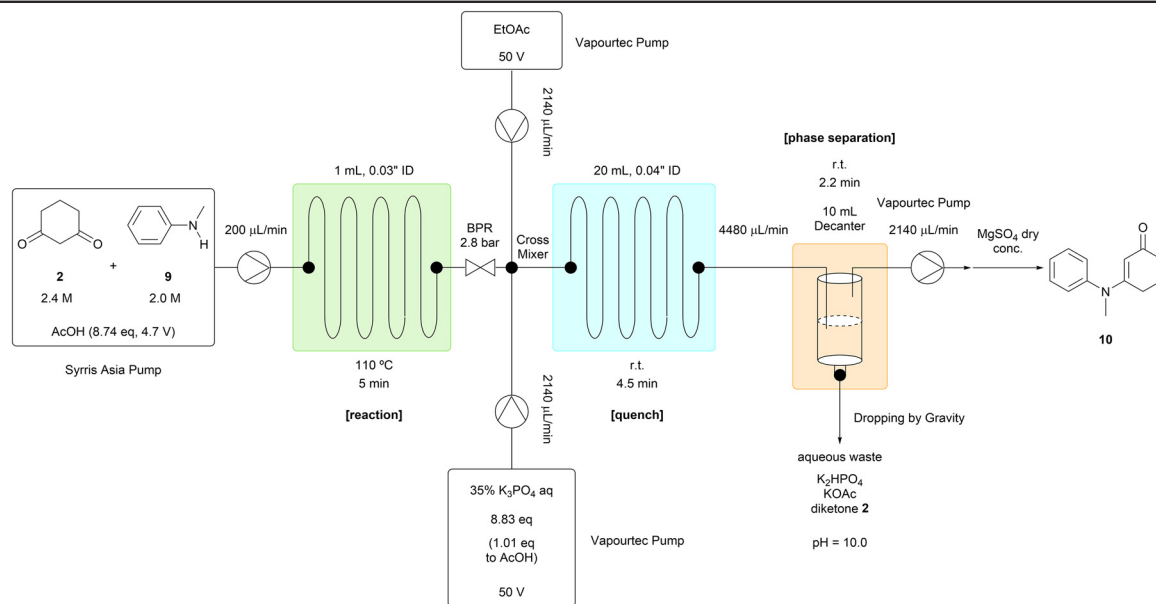 EtOAc
50 V
Vapourtec Pump
2140 μL/min
[phase separation]
r.t.
2.2 min
10 mL
Decanter
1 mL, 0.03" ID
20 mL, 0.04" ID
Vapourtec Pump
2140 μL/min
MgSO4 dry
conc.
O
O
O
N
H
2
+
9
2.4 M
2.0 M
AcOH (8.74 eq, 4.7 V)
Syrris Asia Pump
200 μL/min
BPR
2.8 bar
Cross
Mixer
4480 μL/min
N
10
110 ºC
5 min
[reaction]
r.t.
4.5 min
[quench]
2140 μL/min
Dropping by Gravity
aqueous waste
K2HPO4
KOAc
diketone 2
pH = 10.0
35% K3PO4 aq
8.83 eq
(1.01 eq
to AcOH)
50 V
Vapourtec Pump